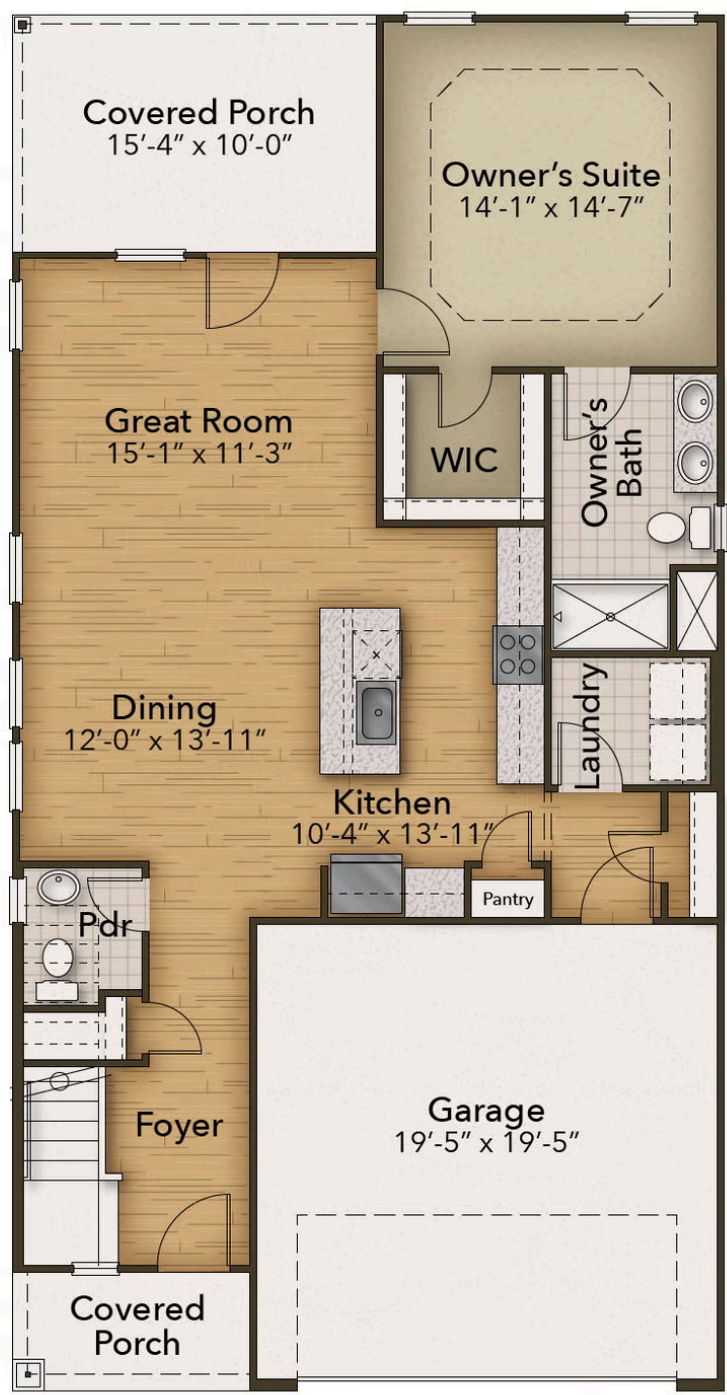 Covered Porch
15'-4" x 10'-0"
Owner's Suite
14'-1" x 14'-7"
Great Room
15'-1" x 11'-3"
WIC
Owner's
Bath
Dining
12'-0" x 13'-11"
Laundry
Kitchen
10'-4" x 13'-11"
Pantry
Pdr
Foyer
Garage
19'-5" x 19'-5"
Covered
Porch